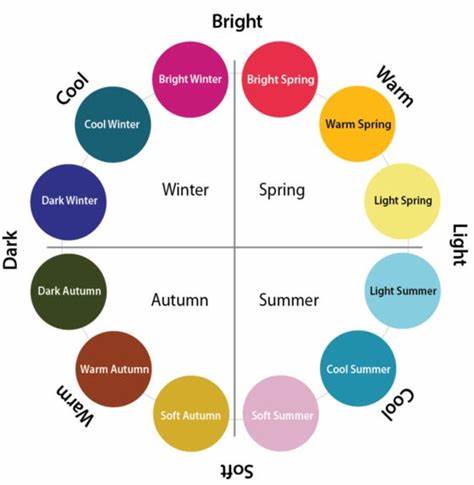 Bright
Cool
Warm
Bright Winter
Bright Spring
Cool Winter
Warm Spring
Dark Winter
Winter
Spring
Light Spring
Dark
Light
Dark Autumn
Autumn
Summer
Light Summer
Warm Autumn
Cool Summer
Warm
Cool
Soft Autumn
Soft Summer
Soft